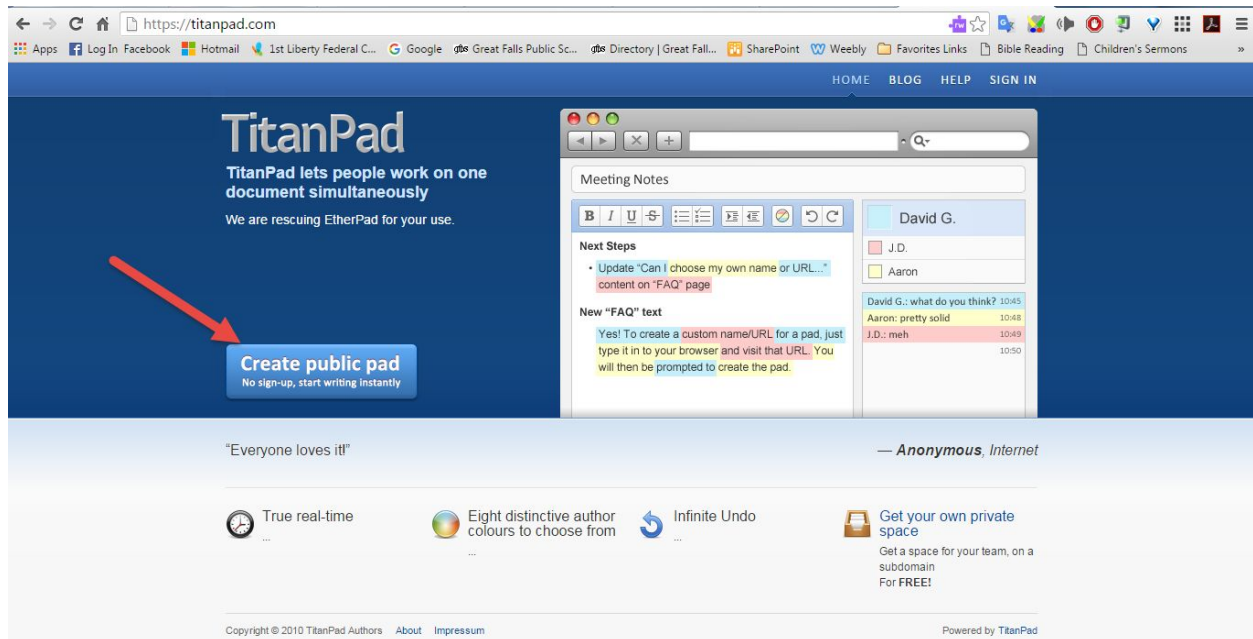 https://titanpad.com
Apps Log In Facebook Hotmail 1st Liberty Federal C... Google Great Falls Public Sc... Directory | Great Fall... SharePoint Weebly Favorites Links Bible Reading Children's Sermons »
HOME BLOG HELP SIGN IN
TitanPad
TitanPad lets people work on one
document simultaneously
We are rescuing EtherPad for your use.
Create public pad
No sign-up, start writing instantly
Meeting Notes
B I U S
Next Steps
• Update "Can I choose my own name or URL..."
content on "FAQ" page
New "FAQ" text
Yes! To create a custom name/URL for a pad, just
type it in to your browser and visit that URL. You
will then be prompted to create the pad.
David G.
J.D.
Aaron
David G.: what do you think? 10:45
Aaron: pretty solid 10:48
J.D.: meh 10:49
10:50
"Everyone loves it!"
— Anonymous, Internet
True real-time
...
Eight distinctive author
colours to choose from
...
Infinite Undo
...
Get your own private
space
Get a space for your team, on a
subdomain
For FREE!
Copyright © 2010 TitanPad Authors About Impressum
Powered by TitanPad